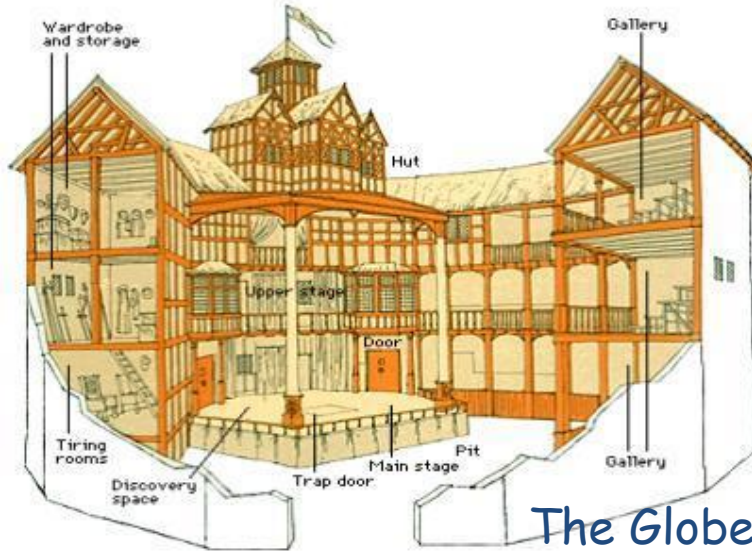 Wardrobe
and storage
Gallery
Hut
Upper stage
Door
Tiring
rooms
Discovery
space
Trap door
Main stage
Pit
Gallery
The Globe